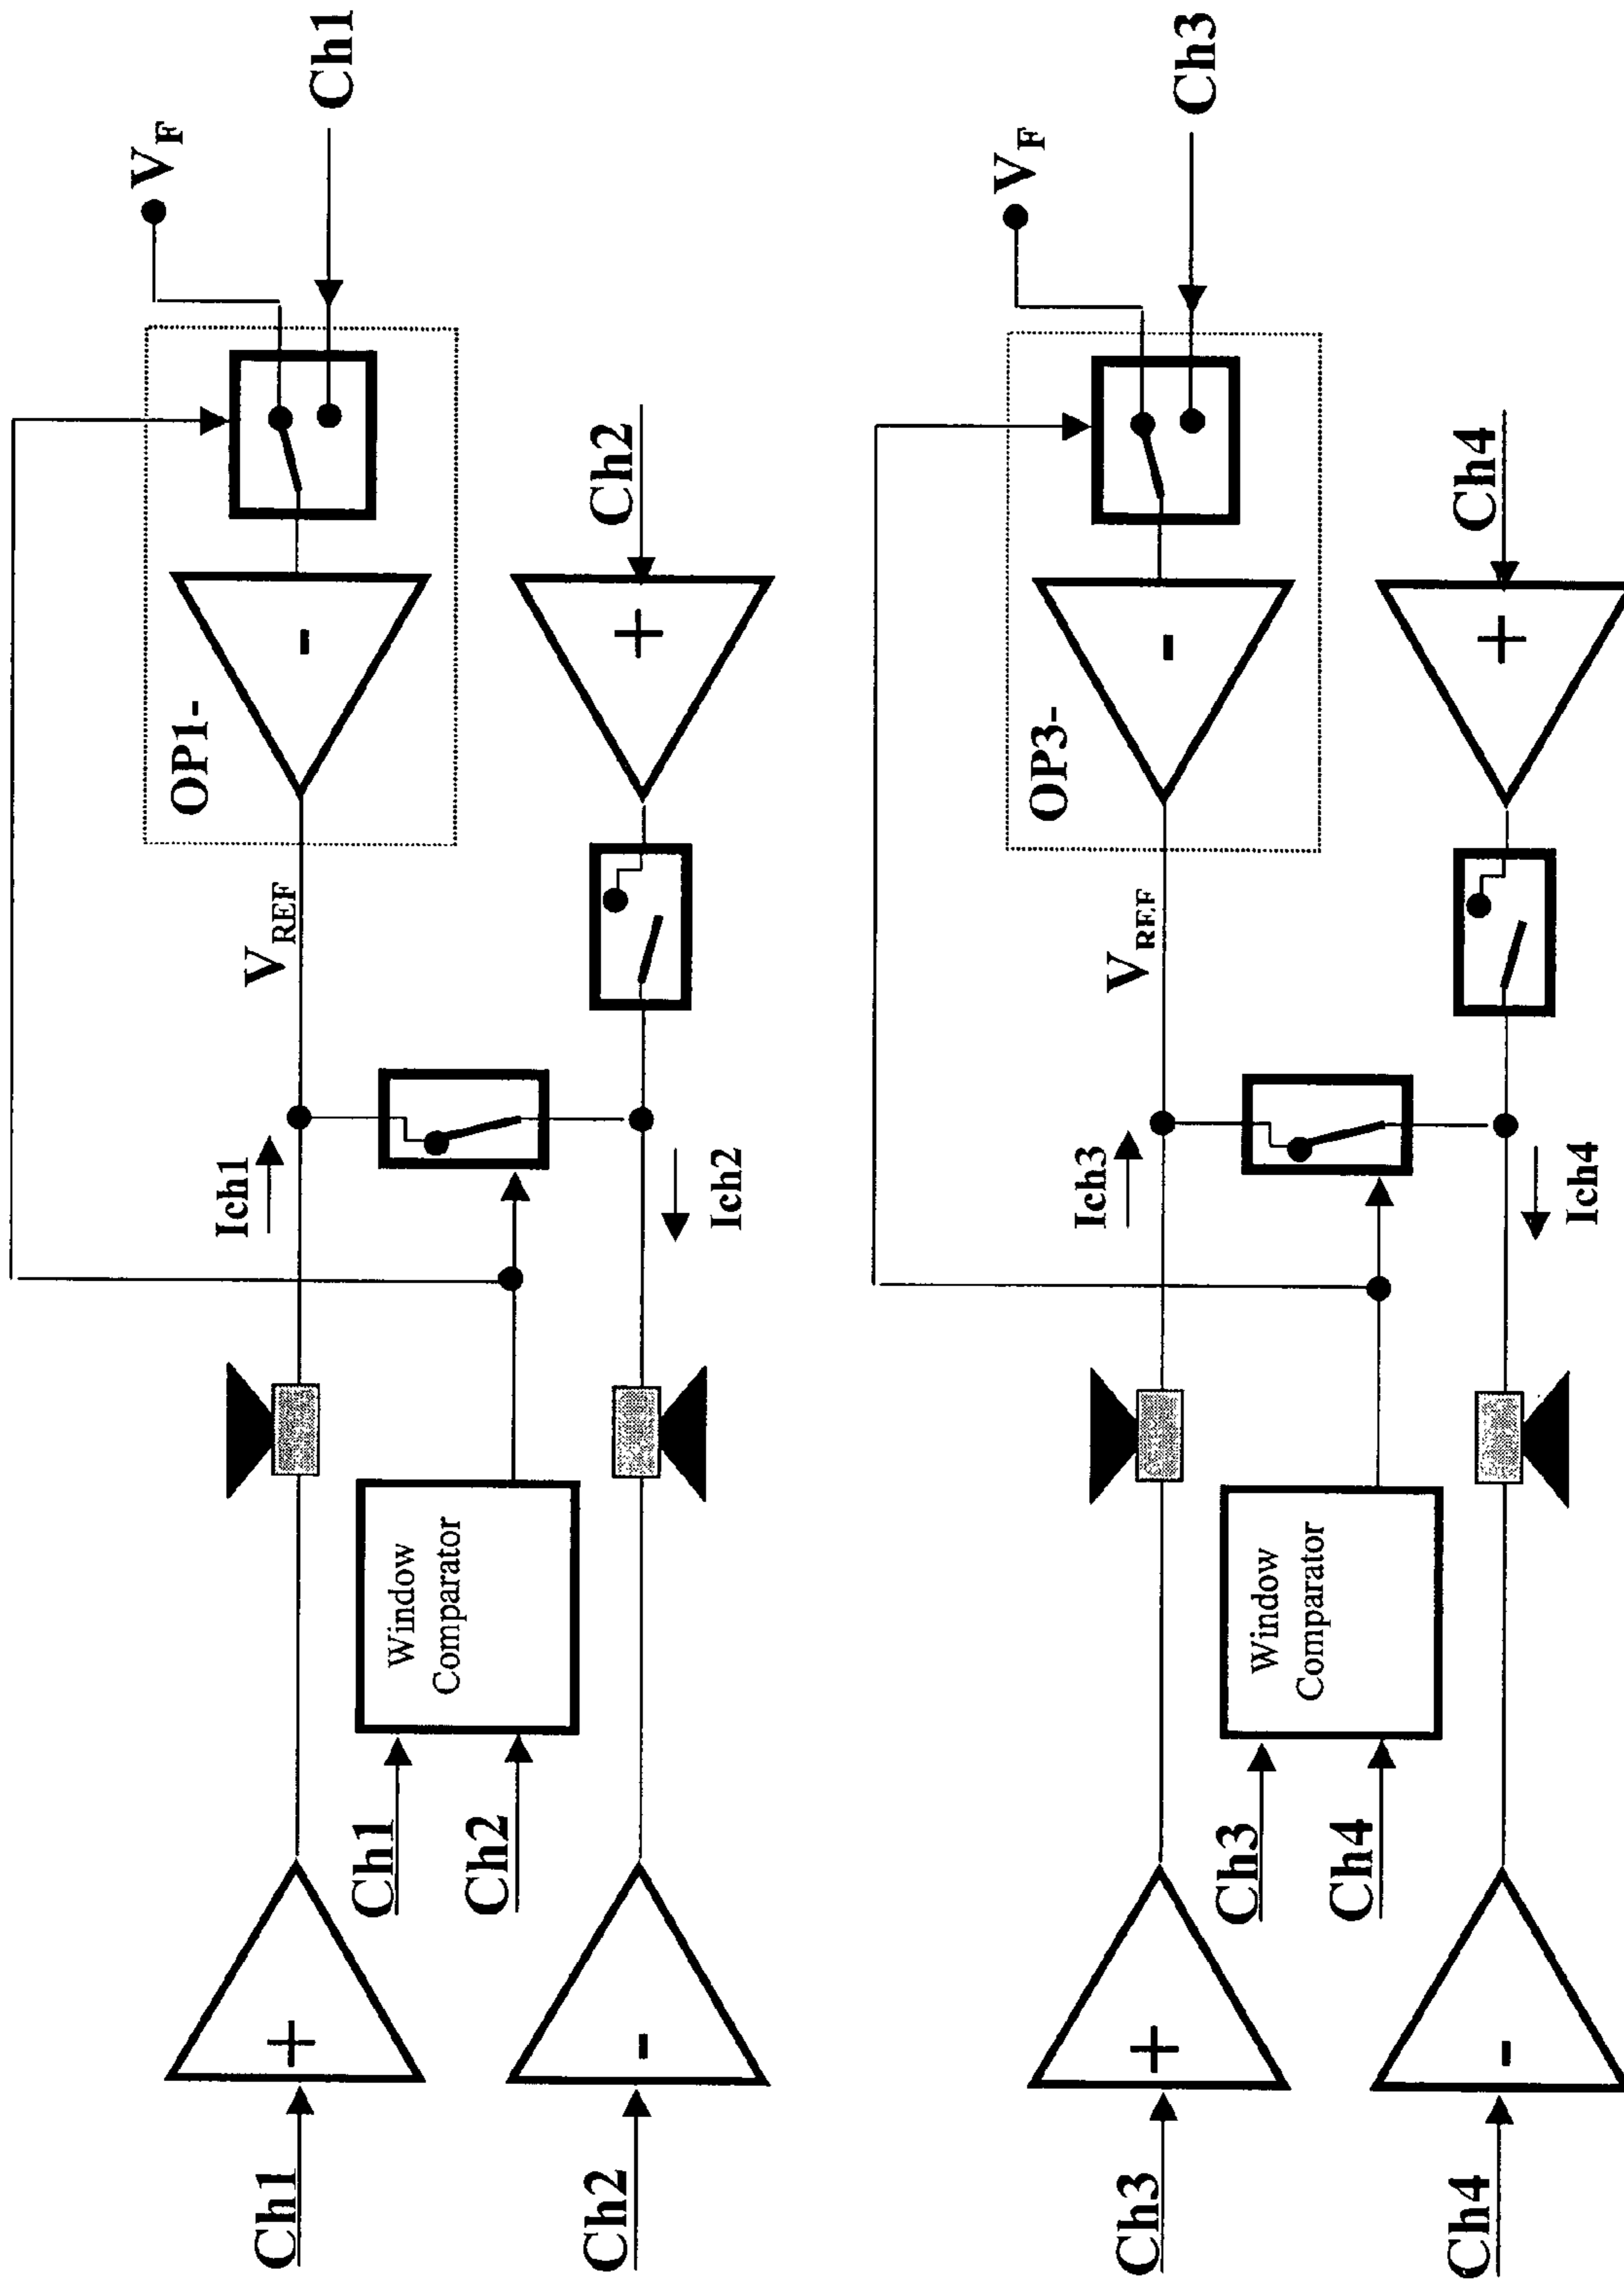 Ch1
+
Ch1
Ch2
Window
Comparator
Ich1
V_REF
OP1-
-
V_F
Ch1
Ch2
-
Ich2
+
Ch2
Ch3
+
Ch3
Ch4
Window
Comparator
Ich3
V_REF
OP3-
-
V_F
Ch3
Ch4
-
Ich4
+
Ch4